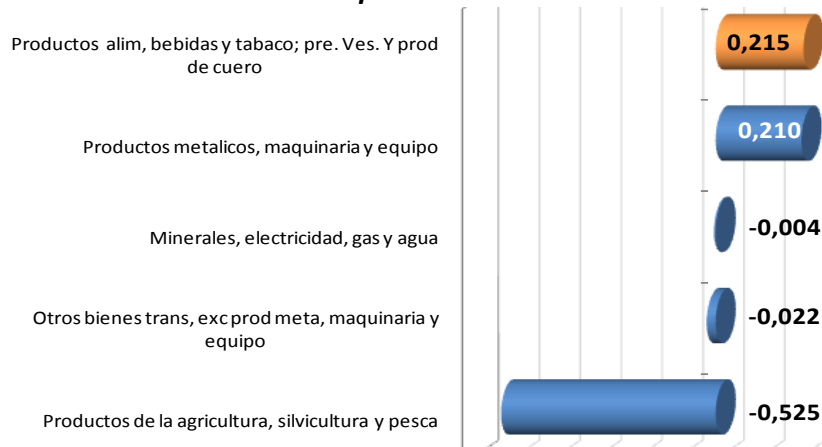 Productos alim, bebidas y tabaco; pre. Ves. Y prod
de cuero
0,215
Productos metalicos, maquinaria y equipo
0,210
Minerales, electricidad, gas y agua
-0,004
Otros bienes trans, exc prod meta, maquinaria y
equipo
-0,022
Productos de la agricultura, silvicultura y pesca
-0,525